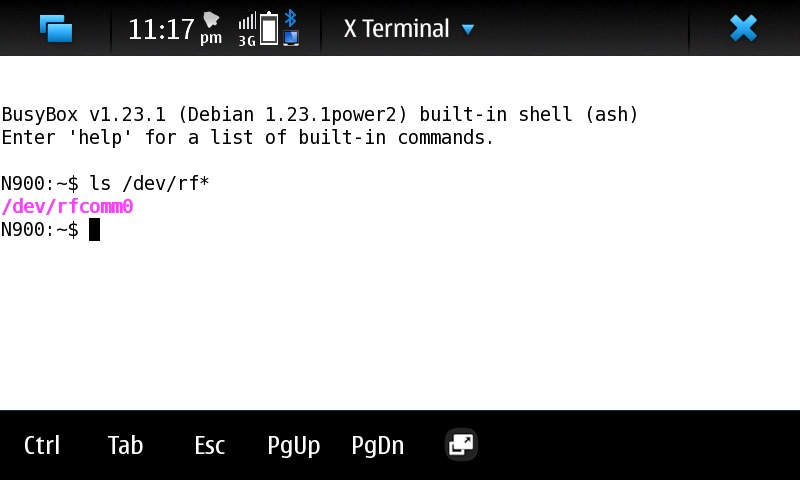 11:17 pm 3G X Terminal
BusyBox v1.23.1 (Debian 1.23.1power2) built-in shell (ash)
Enter 'help' for a list of built-in commands.
N900:~$ ls /dev/rf*
/dev/rfcomm0
N900:~$
Ctrl Tab Esc PgUp PgDn